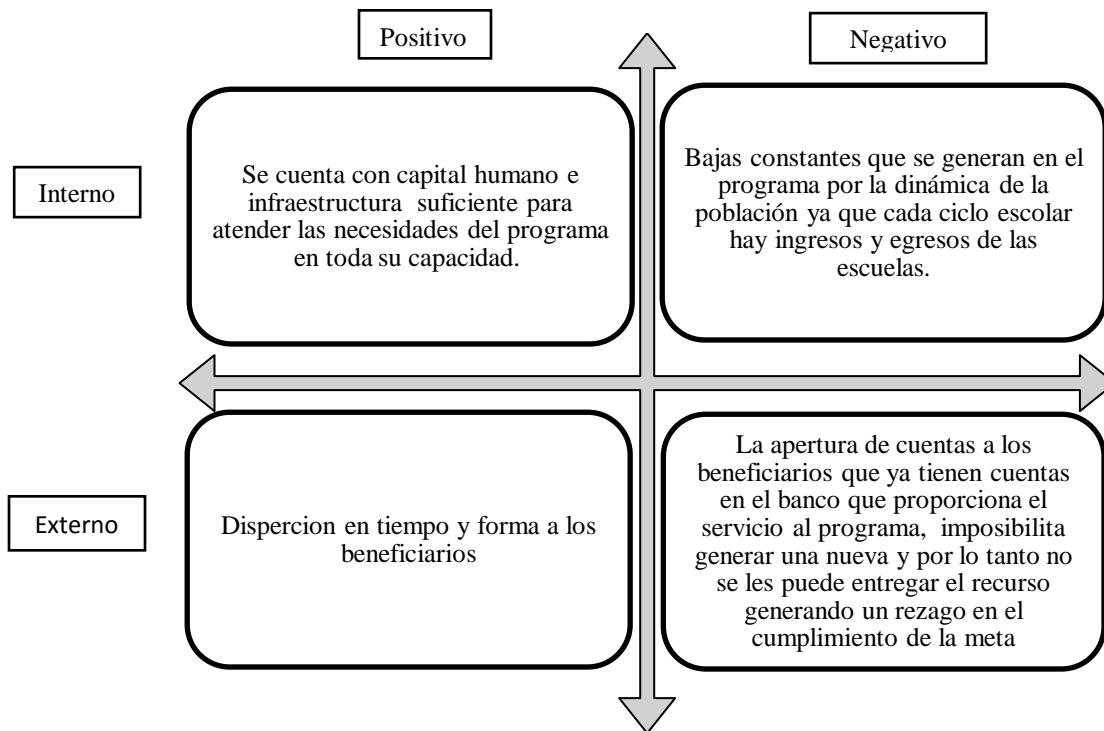 Positivo
Negativo
Interno
Se cuenta con capital humano e
infraestructura suficiente para
atender las necesidades del programa
en toda su capacidad.
Bajas constantes que se generan en el
programa por la dinámica de la
población ya que cada ciclo escolar
hay ingresos y egresos de las
escuelas.
Externo
Dispercion en tiempo y forma a los
beneficiarios
La apertura de cuentas a los
beneficiarios que ya tienen cuentas
en el banco que proporciona el
servicio al programa, imposibilita
generar una nueva y por lo tanto no
se les puede entregar el recurso
generando un rezago en el
cumplimiento de la meta